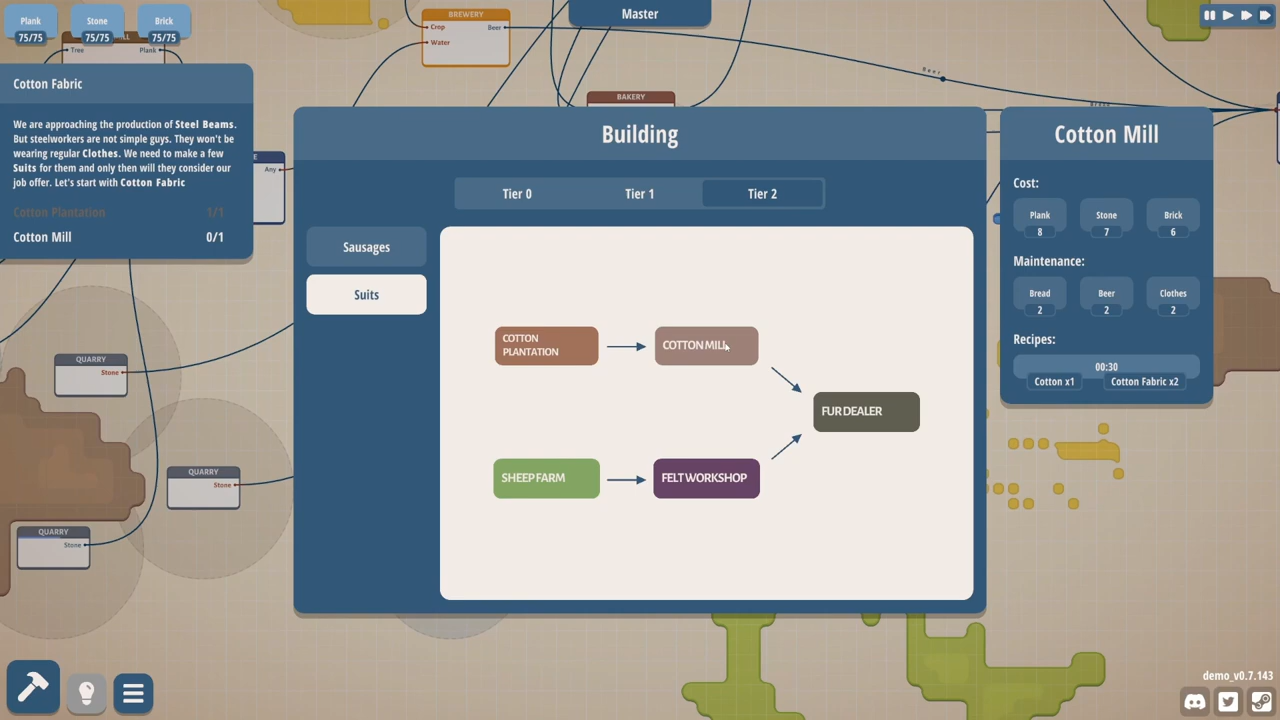 Plank
75/75
Stone
75/75
Brick
75/75
Tree
Plank
Cotton Fabric
We are approaching the production of Steel Beams.
But steelworkers are not simple guys. They won't be
wearing regular Clothes. We need to make a few
Suits for them and only then will they consider our
job offer. Let's start with Cotton Fabric
Cotton Plantation 1/1
Cotton Mill 0/1
Any
BREWERY
Crop
Beer
Water
Master
Beer
BAKERY
Building
Tier 0
Tier 1
Tier 2
Sausages
Suits
COTTON
PLANTATION
COTTON MILL
FUR DEALER
SHEEP FARM
FELT WORKSHOP
Cotton Mill
Cost:
Plank
8
Stone
7
Brick
6
Maintenance:
Bread
2
Beer
2
Clothes
2
Recipes:
00:30
Cotton x1
Cotton Fabric x2
QUARRY
Stone
QUARRY
Stone
QUARRY
Stone
demo_v0.7.143